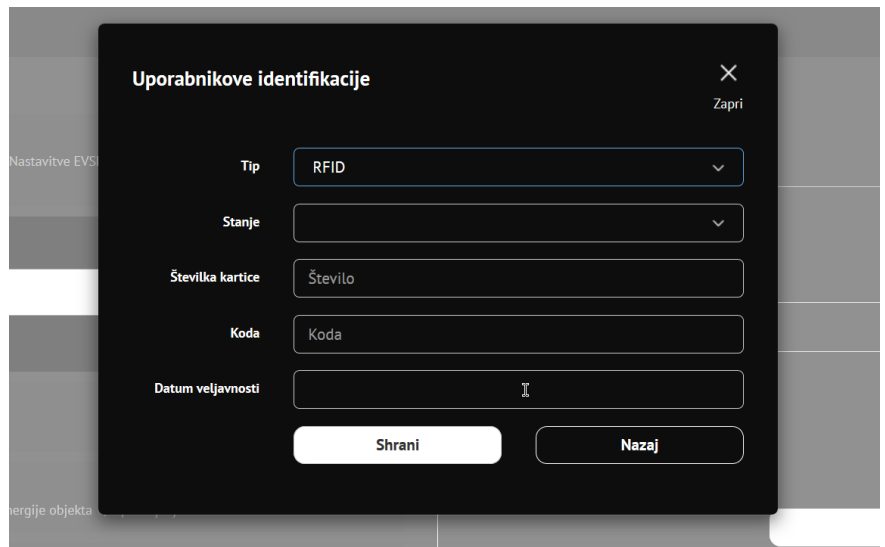 Uporabnikove identifikacije
Zapri
Nastavitve EVS
Tip RFID
Stanje
Številka kartice Število
Koda Koda
Datum veljavnosti
Shrani Nazaj
nergije objekta